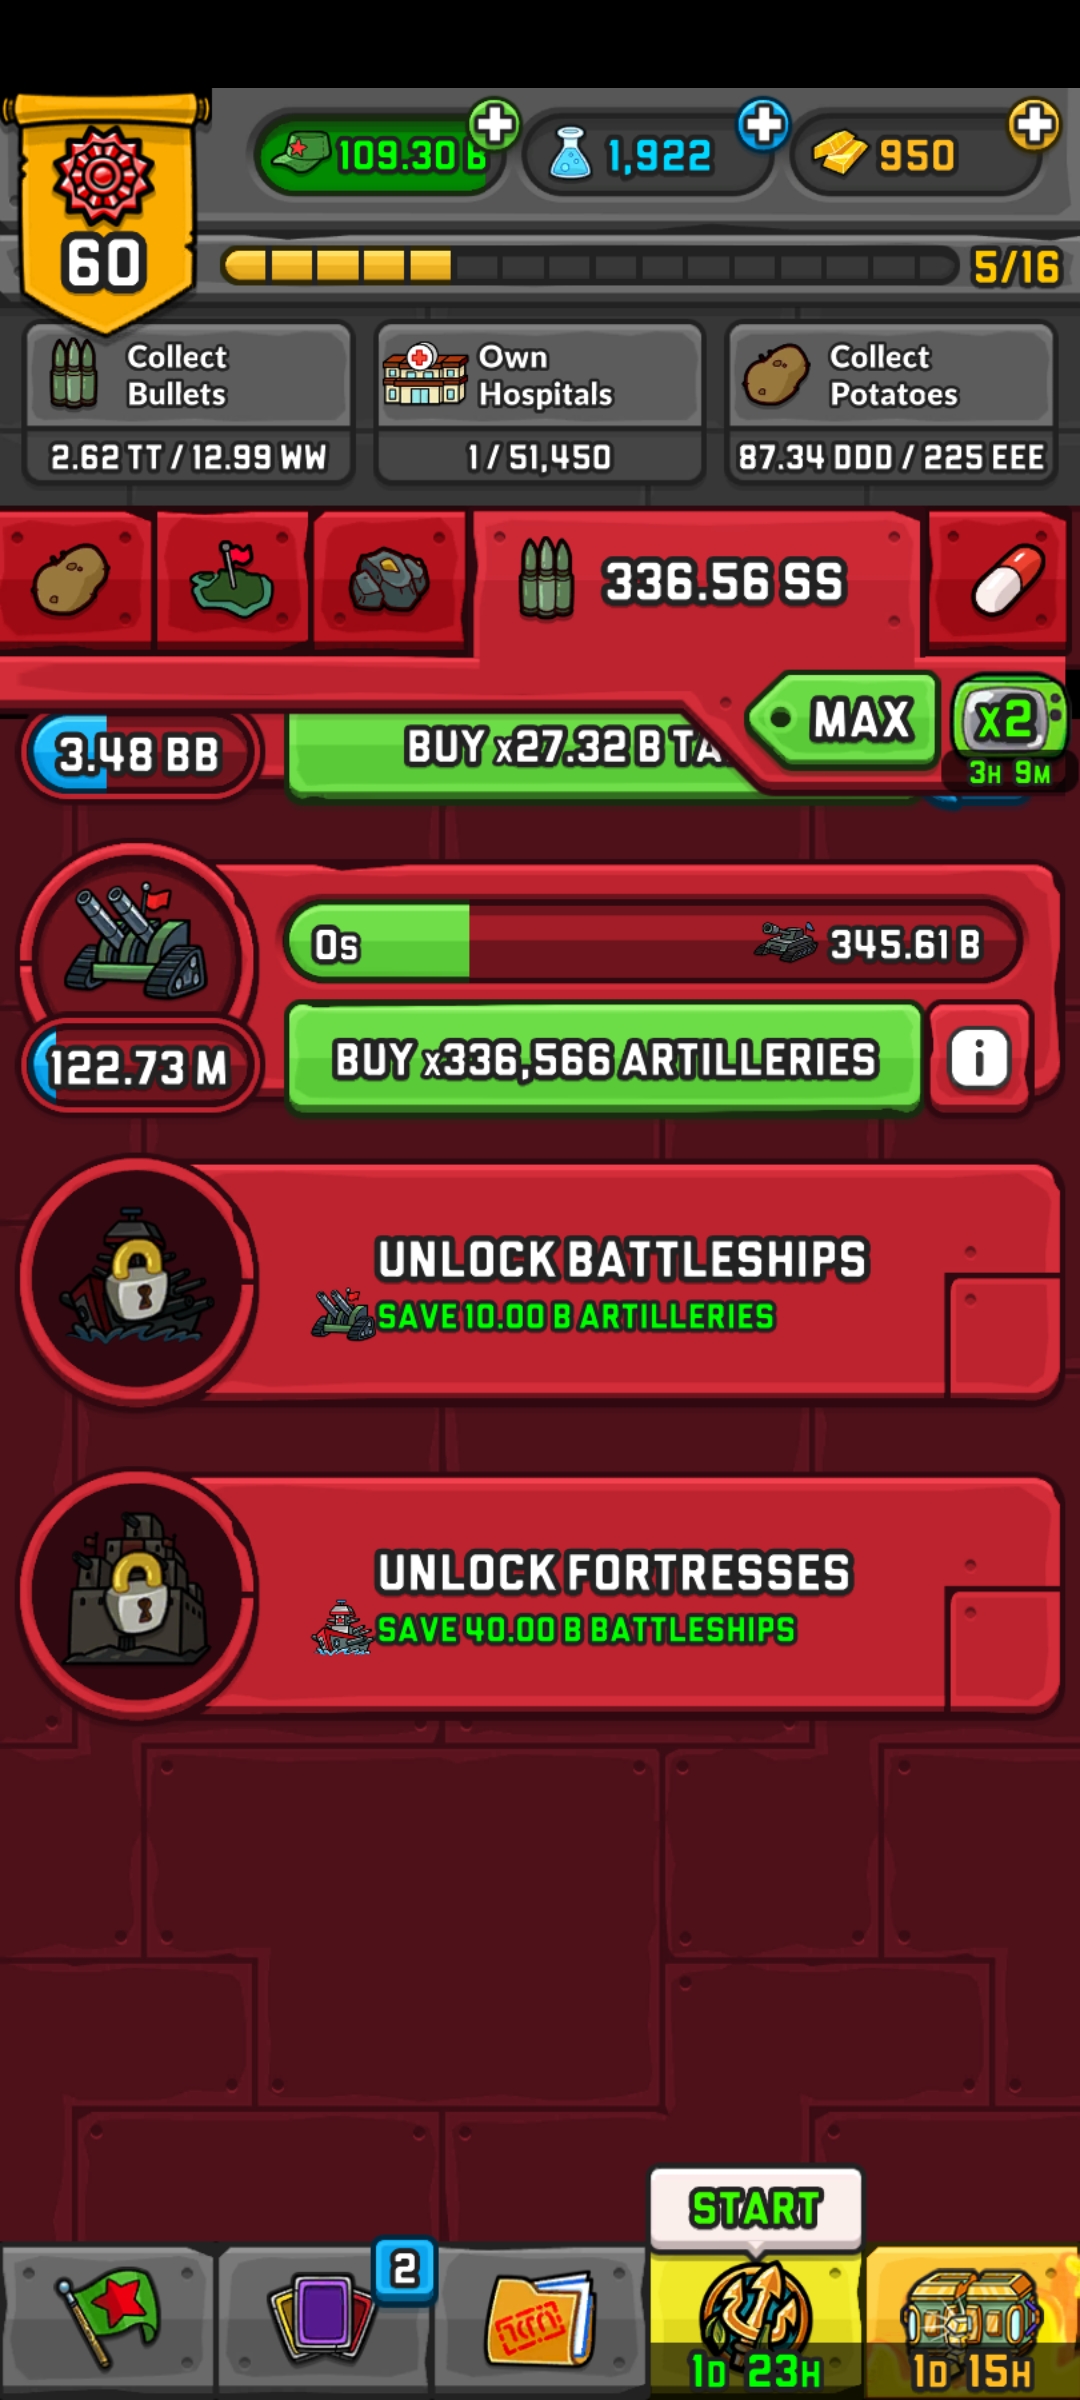 109.30 B
1,922
950
60
5/16
Collect
Bullets
Own
Hospitals
Collect
Potatoes
2.62 TT / 12.99 WW
1 / 51,450
87.34 DDD / 225 EEE
336.56 SS
MAX
x2
3H 9M
3.48 BB
BUY x27.32 B TA
0s
345.61 B
122.73 M
BUY x336,566 ARTILLERIES
i
UNLOCK BATTLESHIPS
SAVE 10.00 B ARTILLERIES
UNLOCK FORTRESSES
SAVE 40.00 B BATTLESHIPS
START
2
1D 23H
1D 15H